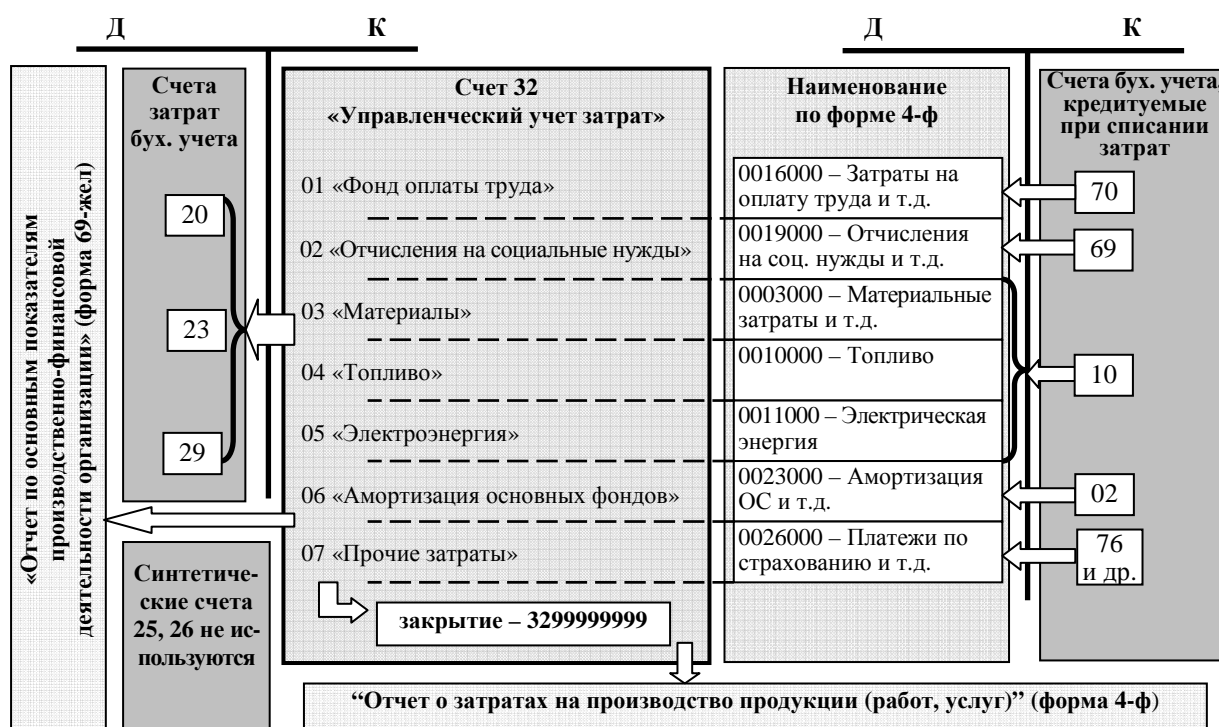 Д
К
Д
К
«Отчет по основным показателям
производственно-финансовой
деятельности организации» (форма 69-жел)
Счета
затрат
бух. учета
20
23
29
Синтетиче-
ские счета
25, 26 не ис-
пользуются
Счет 32
«Управленческий учет затрат»
01 «Фонд оплаты труда»
02 «Отчисления на социальные нужды»
03 «Материалы»
04 «Топливо»
05 «Электроэнергия»
06 «Амортизация основных фондов»
07 «Прочие затраты»
закрытие – 3299999999
Наименование
по форме 4-ф
0016000 – Затраты на
оплату труда и т.д.
0019000 – Отчисления
на соц. нужды и т.д.
0003000 – Материальные
затраты и т.д.
0010000 – Топливо
0011000 – Электрическая
энергия
0023000 – Амортизация
ОС и т.д.
0026000 – Платежи по
страхованию и т.д.
Счета бух. учета,
кредитуемые
при списании
затрат
70
69
10
02
76
и др.
“Отчет о затратах на производство продукции (работ, услуг)” (форма 4-ф)